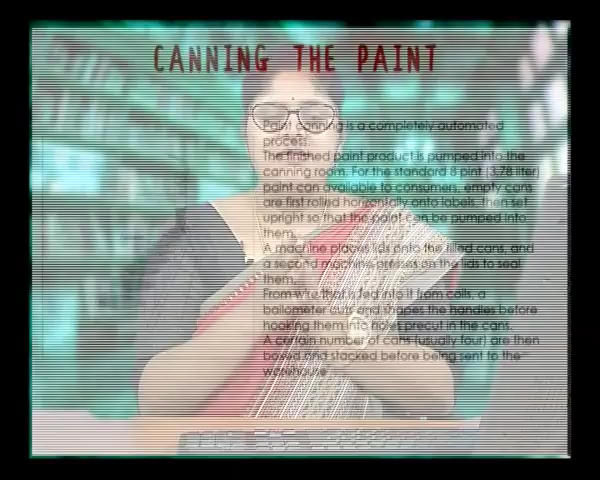 CANNING THE PAINT
Paint canning is a completely automated
process.
The finished paint product is pumped into the
canning room. For the standard 8 pint (3.78 liter)
paint can available to consumers, empty cans
are first rolled horizontally onto labels, then set
upright so that the paint can be pumped into
them.
A machine places lids onto the filled cans, and
a second machine presses on the lids to seal
them.
From wire that is fed into it from coils, a
bailometer cuts and shapes the handles before
hooking them into holes precut in the cans.
A certain number of cans (usually four) are then
boxed and stacked before being sent to the
warehouse